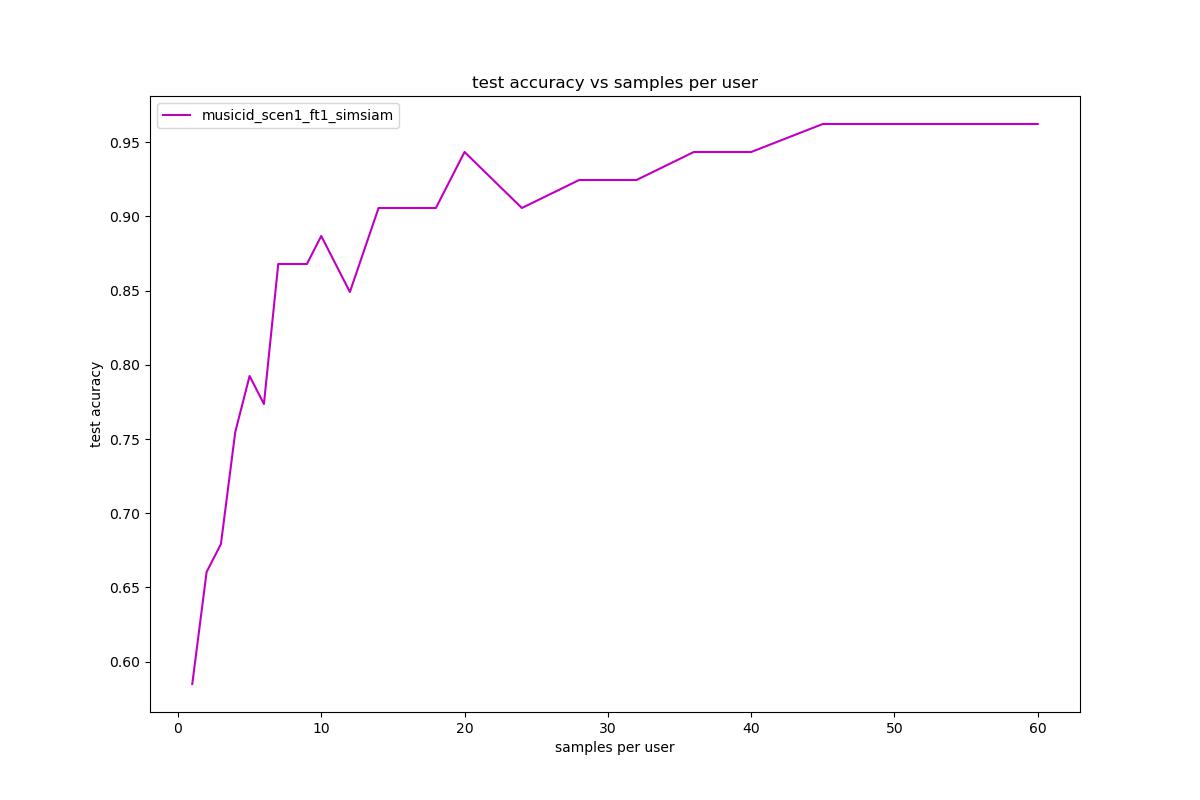 test accuracy vs samples per user
musicid_scen1_ft1_simsiam
0.95
0.90
0.85
0.80
0.75
0.70
0.65
0.60
test acuracy
0 10 20 30 40 50 60
samples per user